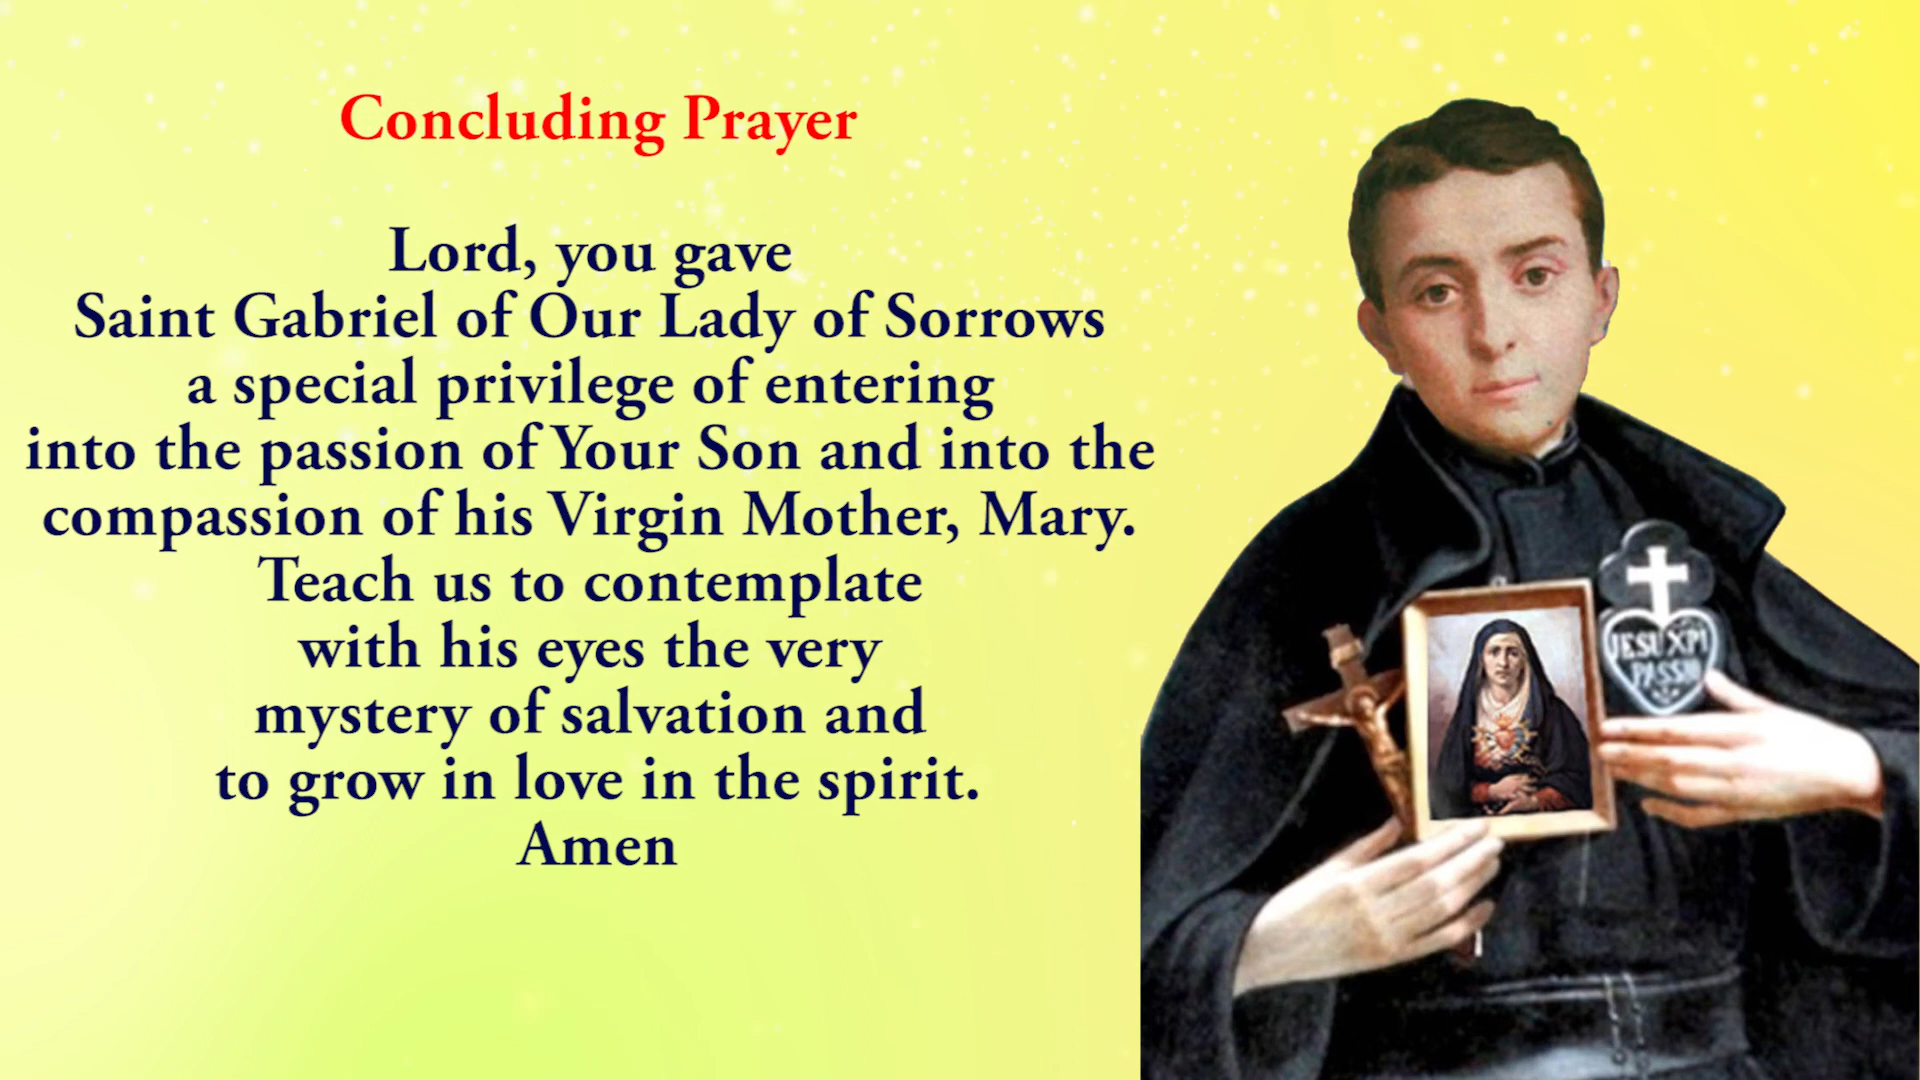 Concluding Prayer
Lord, you gave
Saint Gabriel of Our Lady of Sorrows
a special privilege of entering
into the passion of Your Son and into the
compassion of his Virgin Mother, Mary.
Teach us to contemplate
with his eyes the very
mystery of salvation and
to grow in love in the spirit.
Amen
JESU XPI
PASSIO